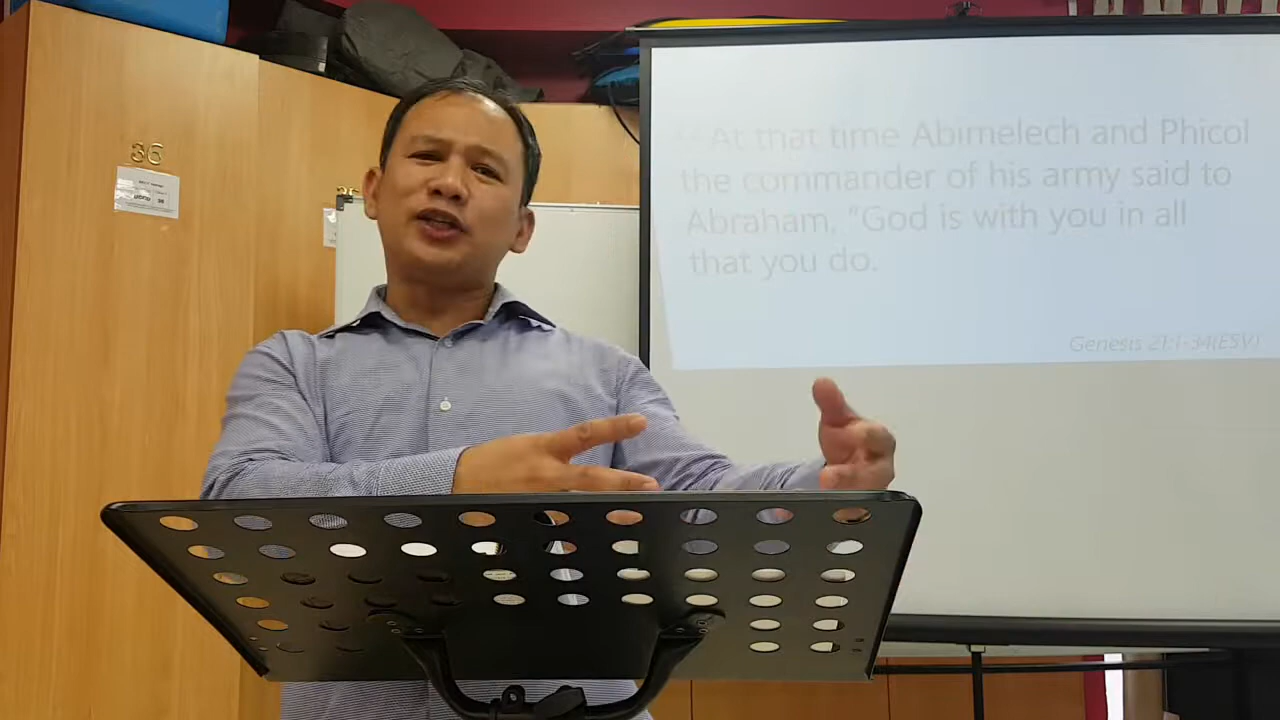 36
22 At that time Abimelech and Phicol
the commander of his army said to
Abraham, "God is with you in all
that you do.
Genesis 21:1-34(ESV)